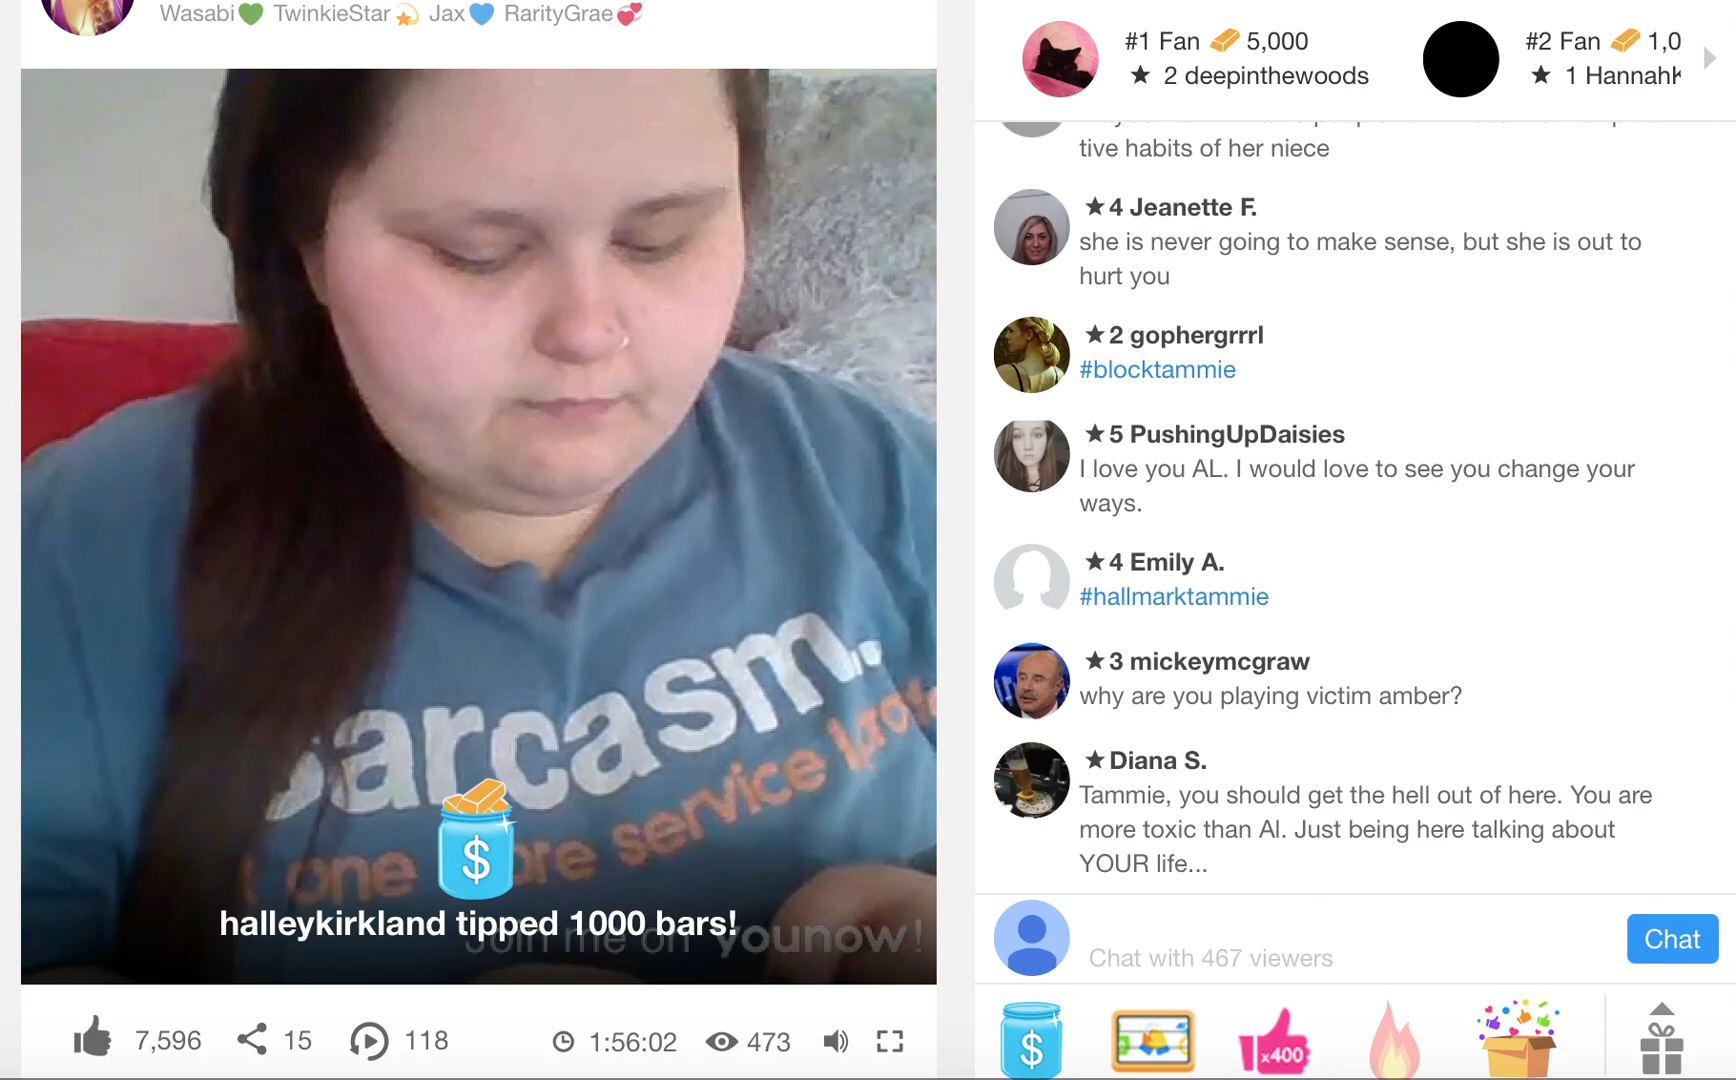 Wasabi💚 TwinkieStar💫 Jax💙 RarityGrae💞
Sarcasm.
one more service
halleykirkland tipped 1000 bars!
Join me on younow!
7,596
15
118
1:56:02
473
#1 Fan 5,000
★ 2 deepinthewoods
#2 Fan 1,0
★ 1 HannahK
tive habits of her niece
★4 Jeanette F.
she is never going to make sense, but she is out to
hurt you
★2 gophergrrrl
#blocktammie
★5 PushingUpDaisies
I love you AL. I would love to see you change your
ways.
★4 Emily A.
#hallmarktammie
★3 mickeymcgraw
why are you playing victim amber?
★Diana S.
Tammie, you should get the hell out of here. You are
more toxic than Al. Just being here talking about
YOUR life...
Chat with 467 viewers
Chat
$
$
x400